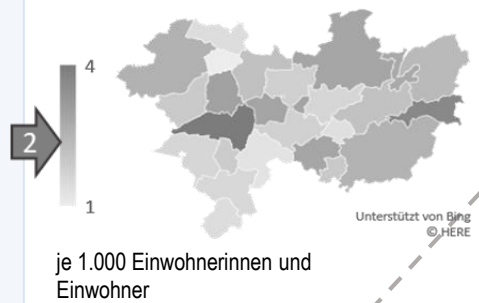 4
2
1
Unterstützt von Bing
© HERE
je 1.000 Einwohnerinnen und
Einwohner